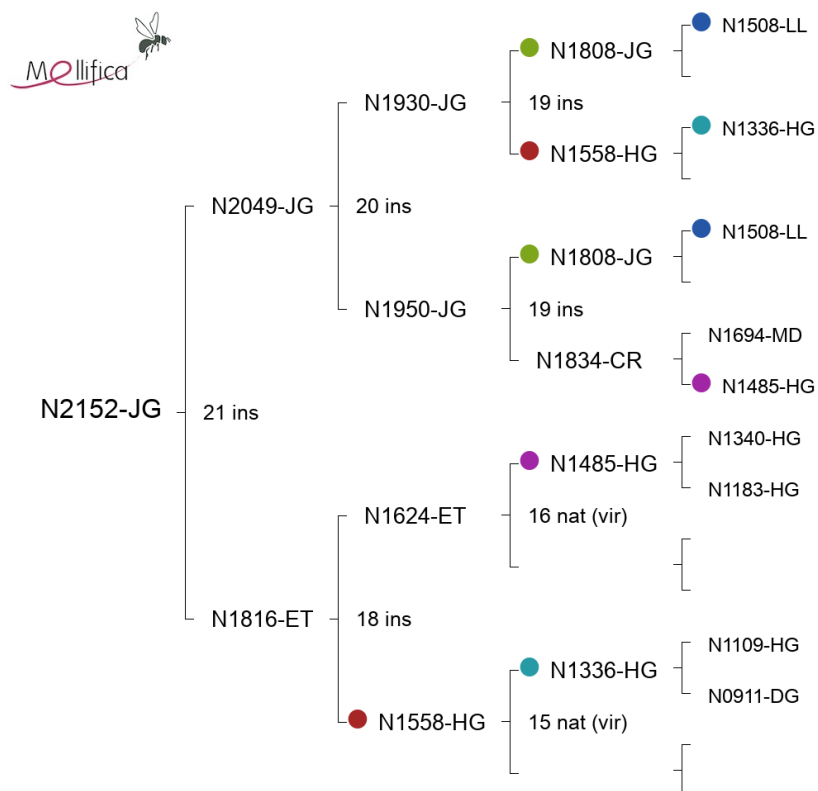 Mellifica
N1508-LL
N1808-JG
N1930-JG
19 ins
N1336-HG
N1558-HG
N2049-JG
20 ins
N1508-LL
N1808-JG
N1950-JG
19 ins
N1694-MD
N1834-CR
N1485-HG
N2152-JG
21 ins
N1340-HG
N1485-HG
N1183-HG
N1624-ET
16 nat (vir)
N1816-ET
18 ins
N1109-HG
N1336-HG
N0911-DG
N1558-HG
15 nat (vir)